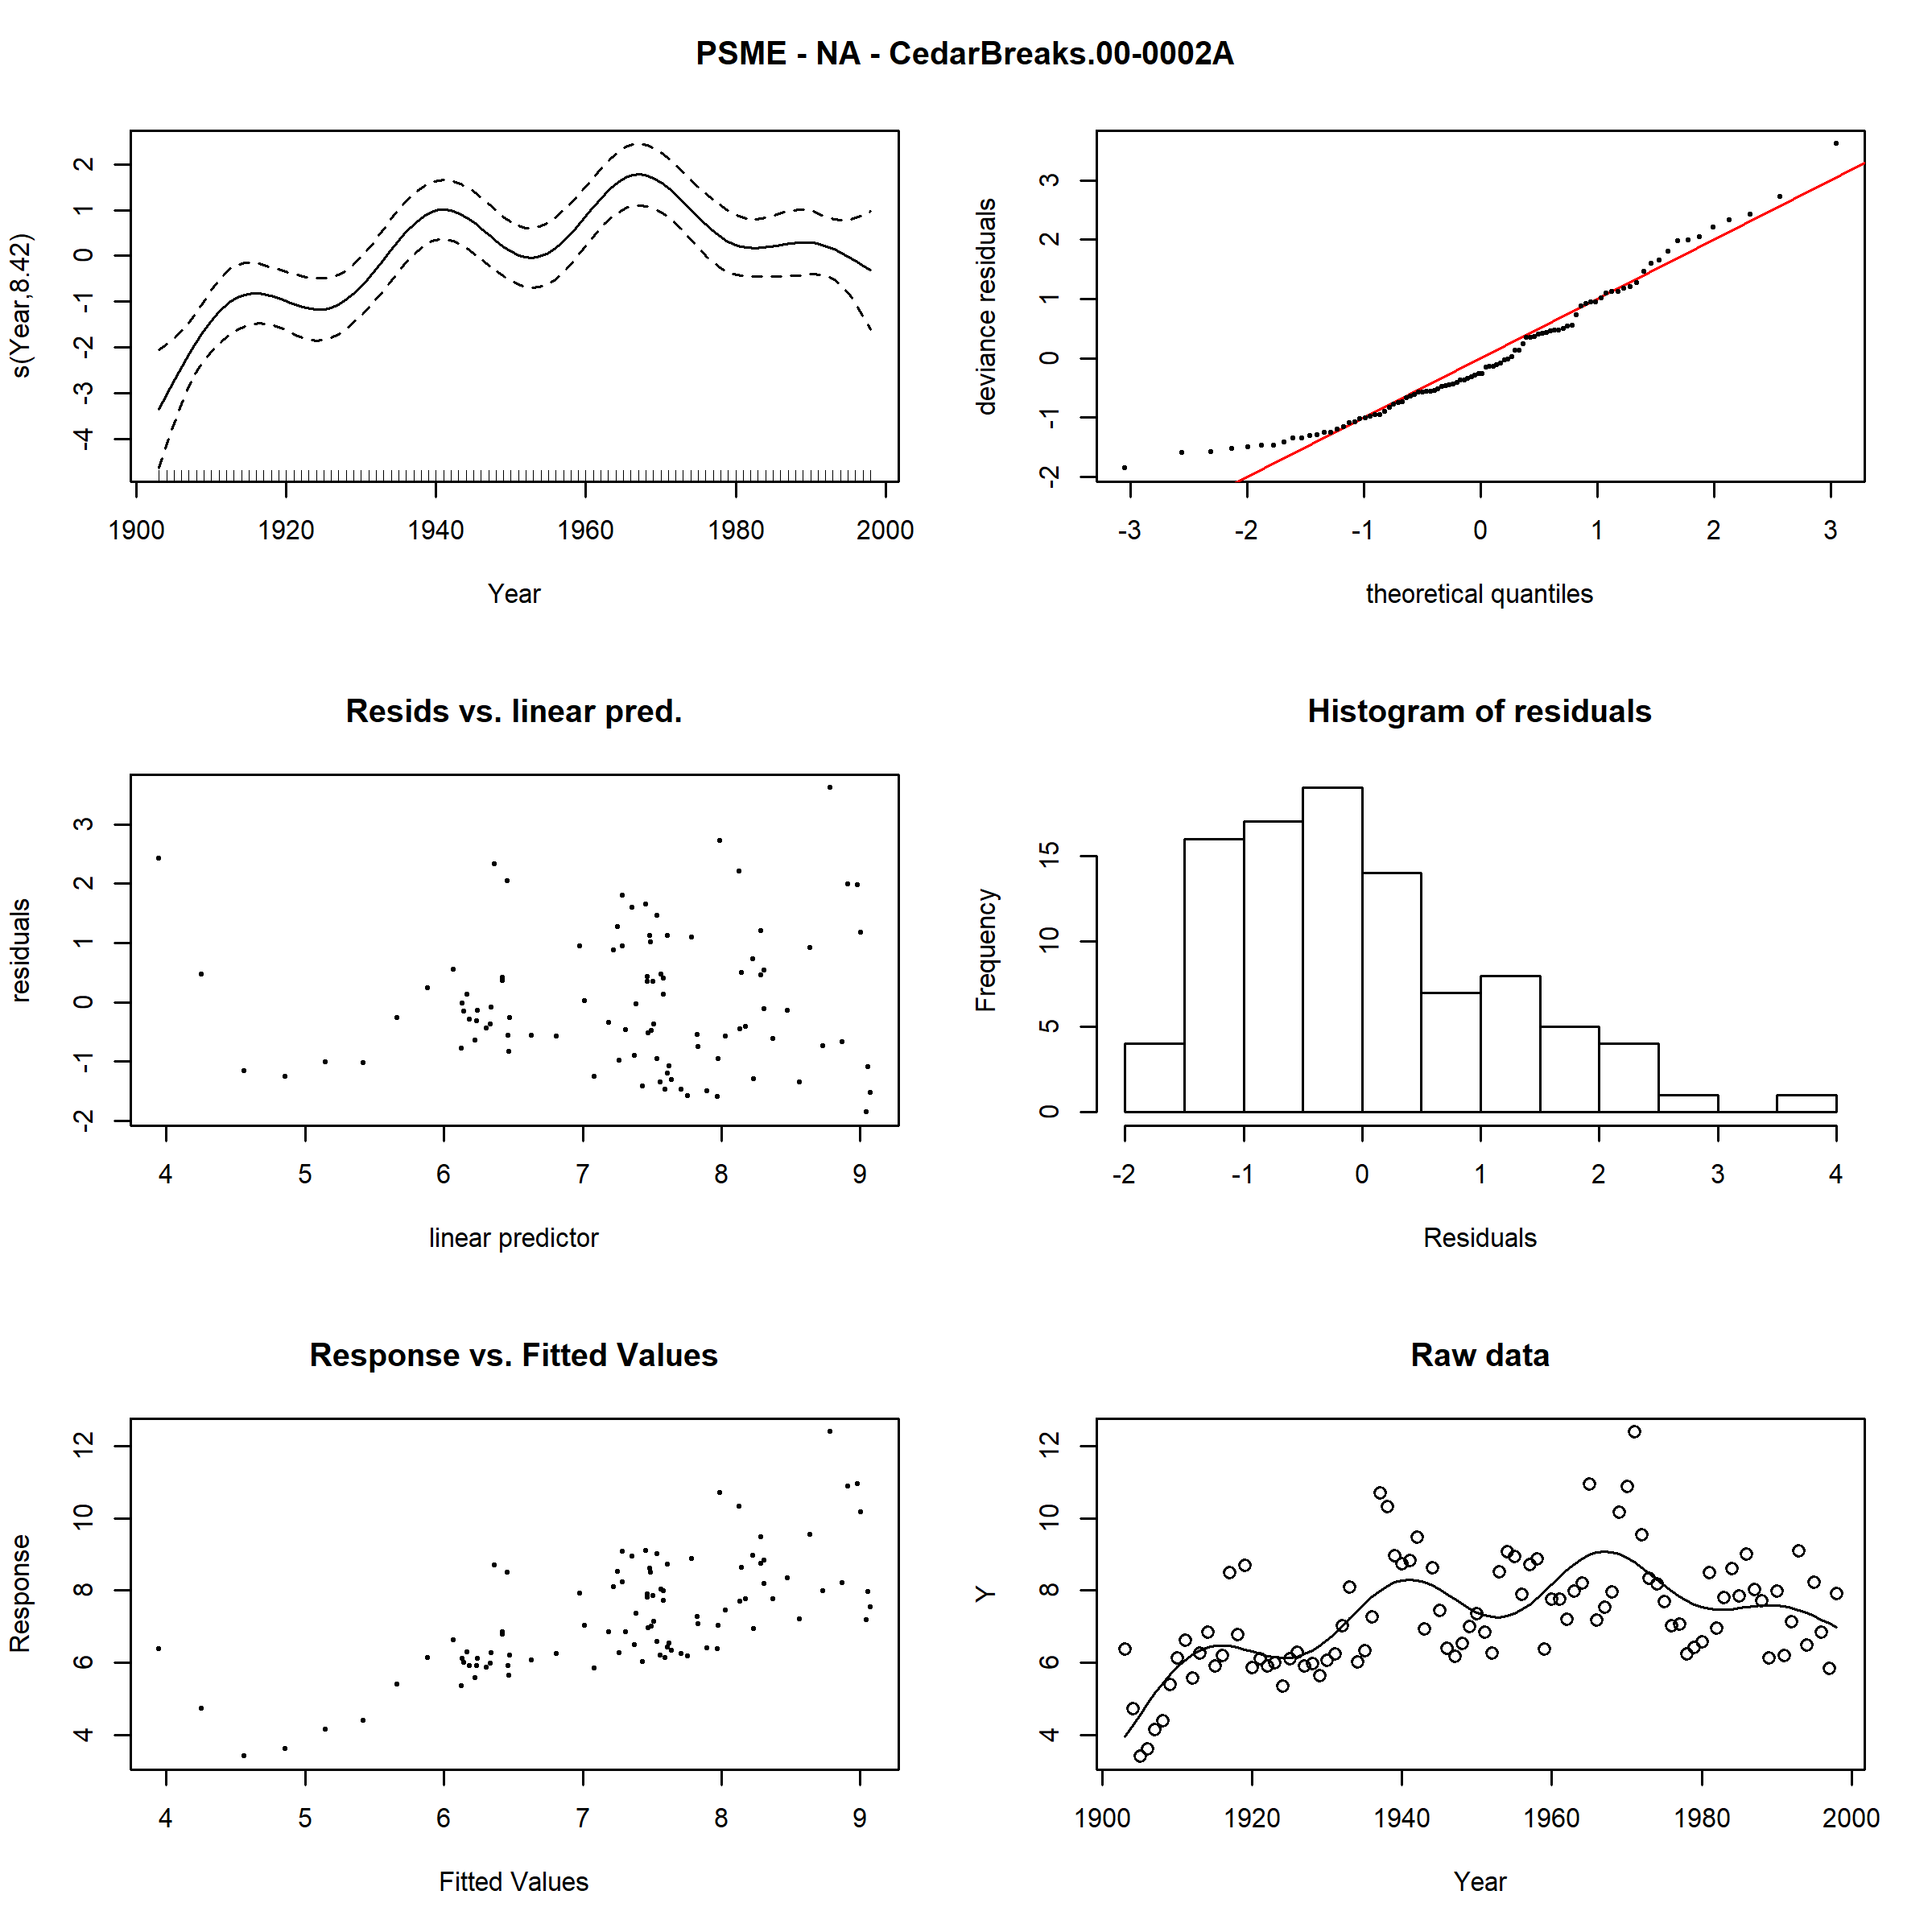 PSME - NA - CedarBreaks.00-0002A
s(Year,8.42)
2
1
0
-1
-2
-3
-4
1900 1920 1940 1960 1980 2000
Year
deviance residuals
3
2
1
0
-1
-2
-3 -2 -1 0 1 2 3
theoretical quantiles
Resids vs. linear pred.
residuals
3
2
1
0
-1
-2
4 5 6 7 8 9
linear predictor
Histogram of residuals
Frequency
15
10
5
0
-2 -1 0 1 2 3 4
Residuals
Response vs. Fitted Values
Response
12
10
8
6
4
4 5 6 7 8 9
Fitted Values
Raw data
Y
12
10
8
6
4
1900 1920 1940 1960 1980 2000
Year